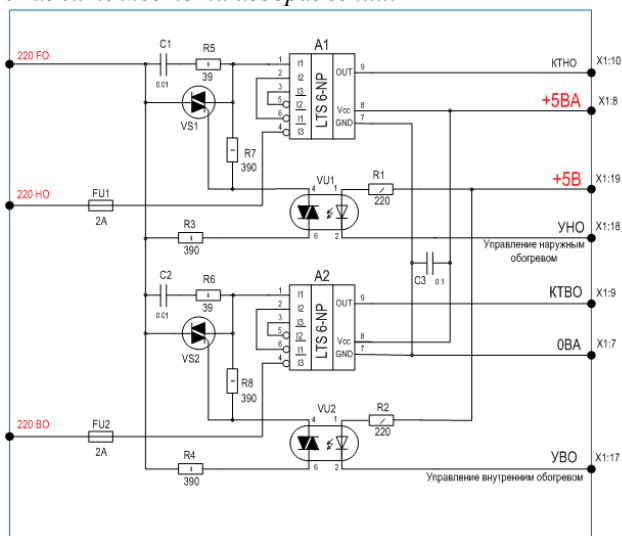 C1
R5
A1
220 FO
0.01
39
1
I1
2
I2
3
I3
5
I2
6
I1
4
I3
LTS 6-NP
OUT
9
КТНО
X1:10
Vcc
8
+5ВА
X1:8
GND
7
VS1
R7
390
VU1
R1
+5В
X1:19
4
220
220 НО
FU1
2A
R3
390
6
2
УНО
X1:18
Управление наружным
обогревом
C2
R6
A2
C3
0.1
0.01
39
1
I1
2
I2
3
I3
5
I2
6
I1
4
I3
LTS 6-NP
OUT
9
КТВО
X1:9
Vcc
8
GND
7
0ВА
X1:7
VS2
R8
390
VU2
R2
4
220
220 ВО
FU2
2A
R4
390
6
2
УВО
X1:17
Управление внутренним обогревом